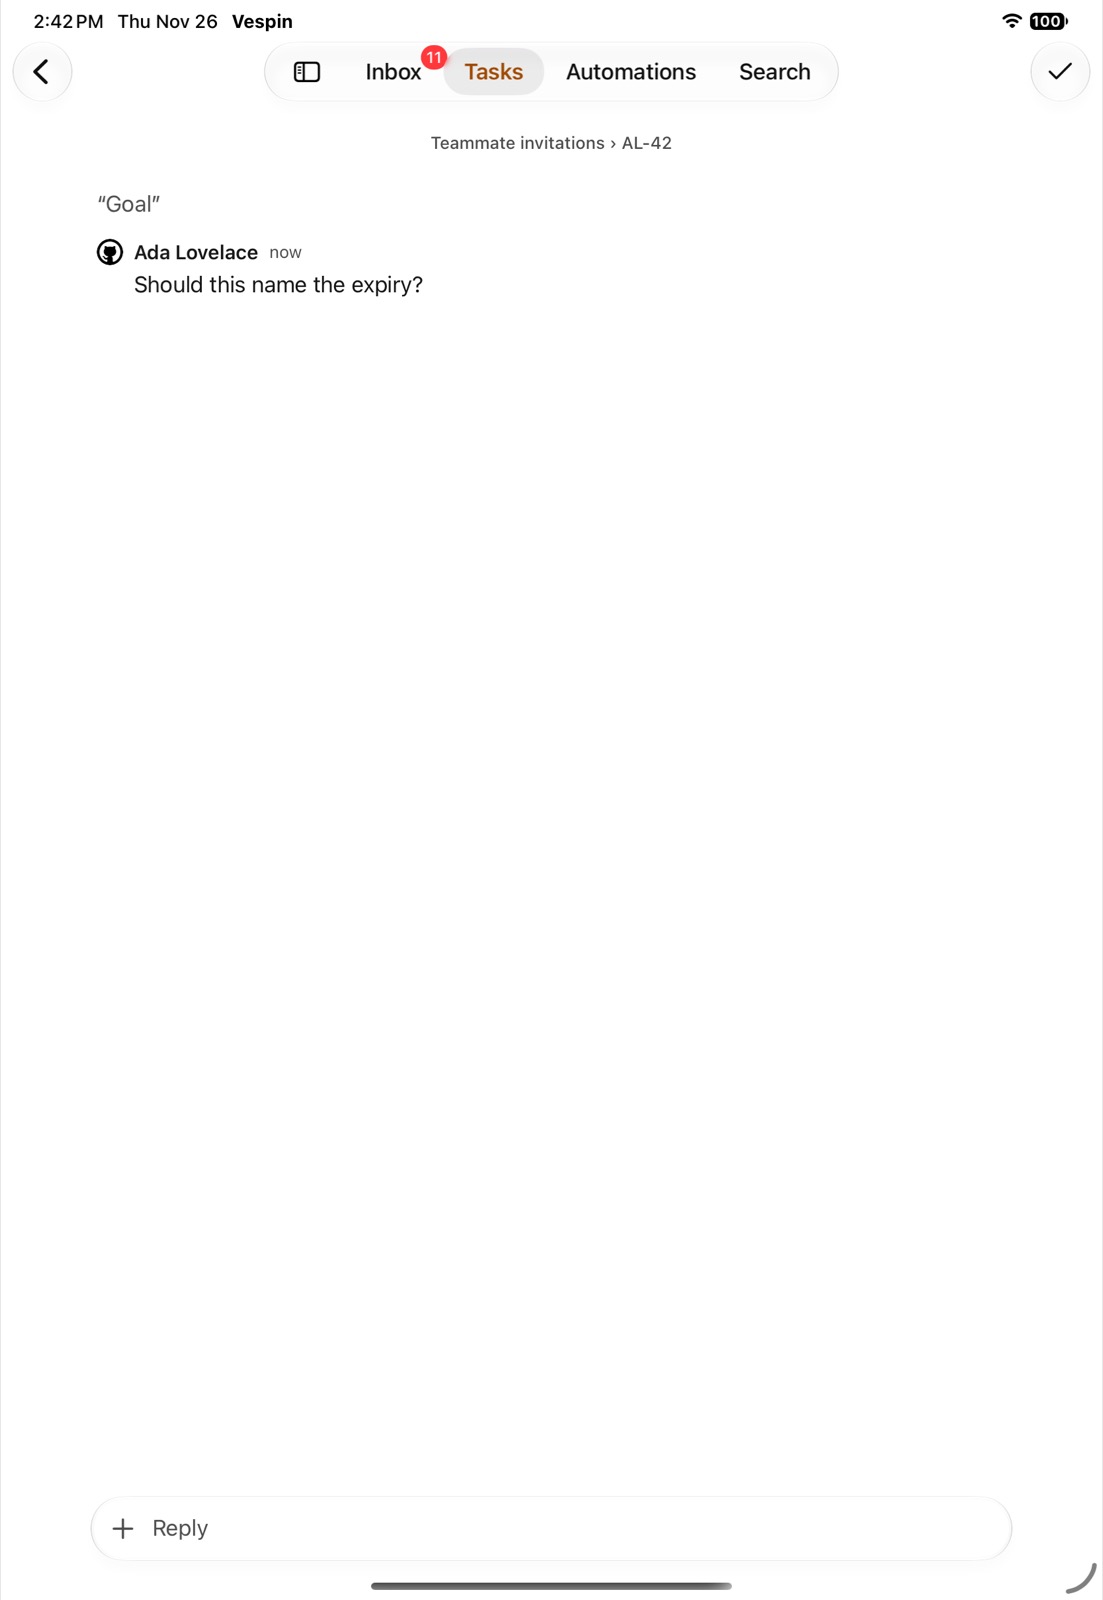 2:42 PM Thu Nov 26 Vespin
100
Inbox 11 Tasks Automations Search
Teammate invitations › AL-42
“Goal”
Ada Lovelace now
Should this name the expiry?
Reply